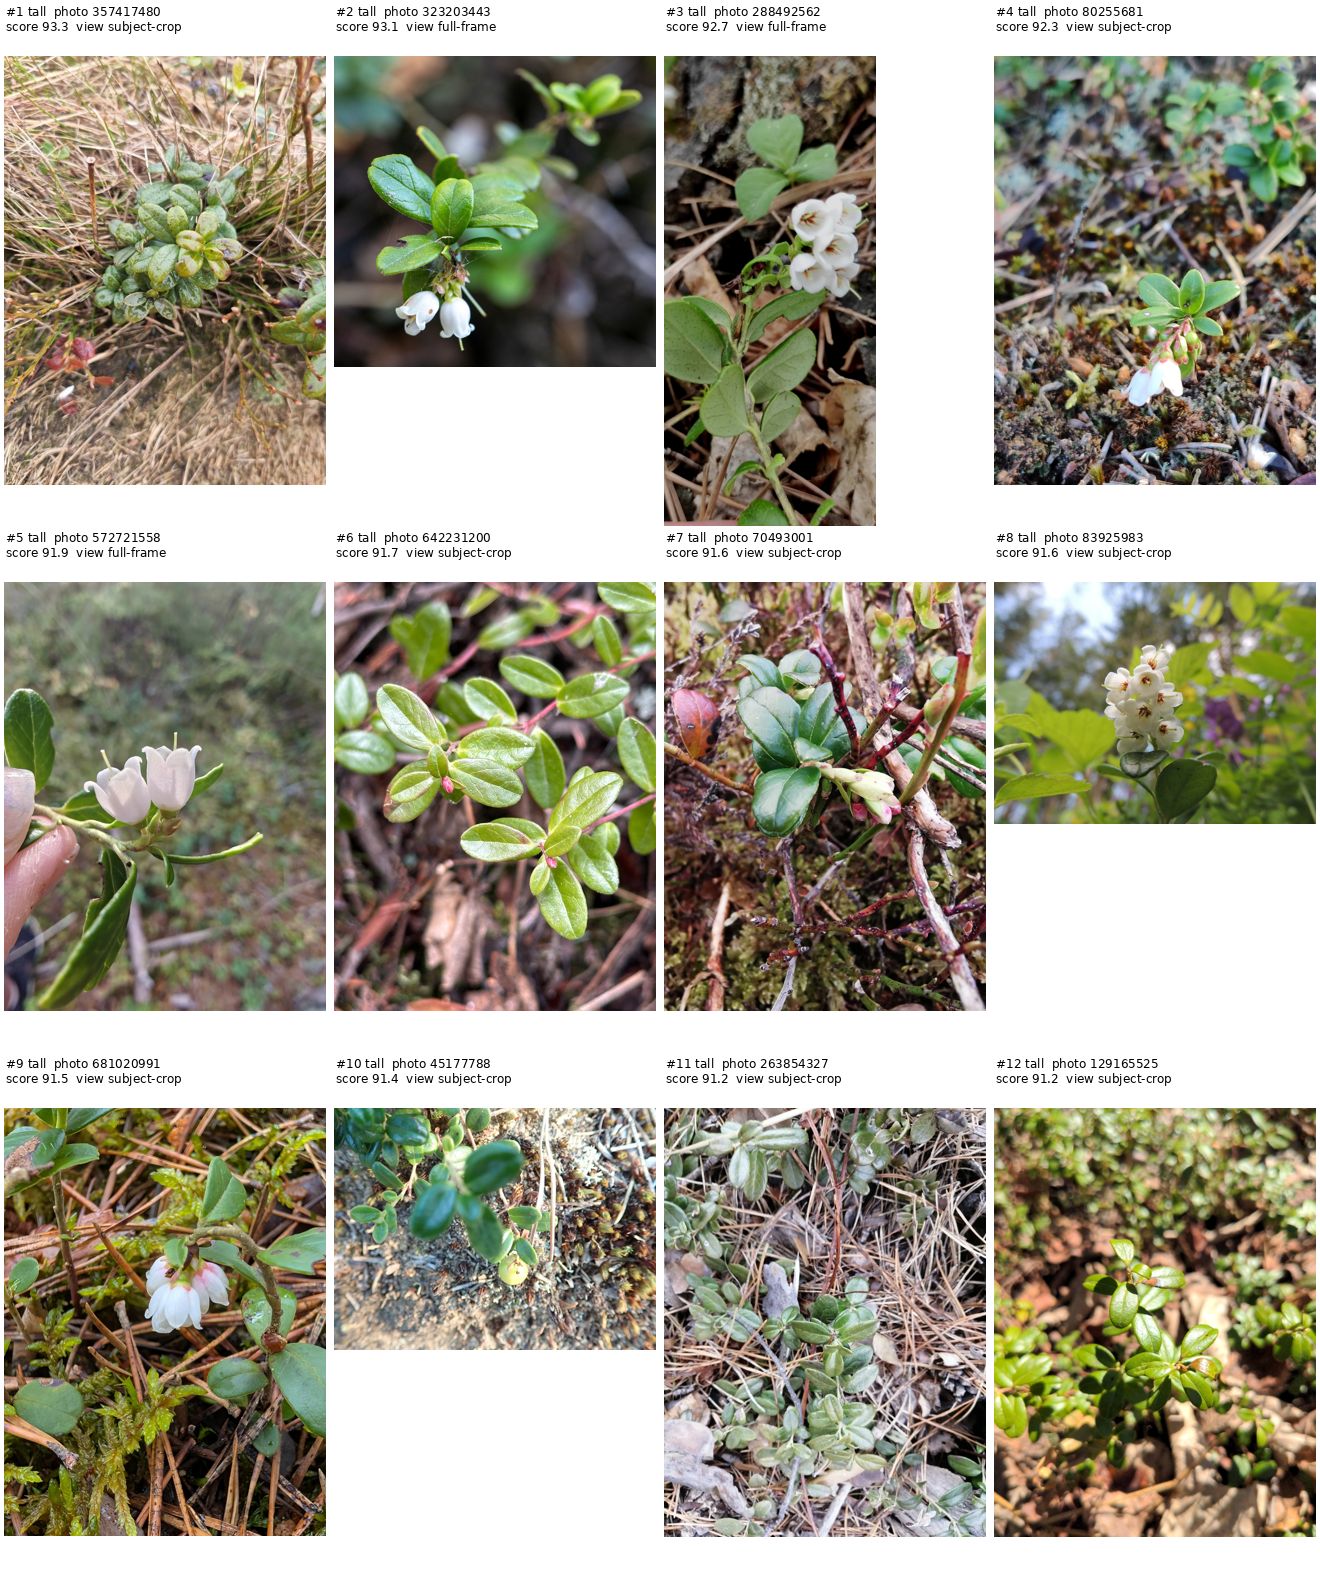 #1 tall  photo 357417480
score 93.3  view subject-crop
#2 tall  photo 323203443
score 93.1  view full-frame
#3 tall  photo 288492562
score 92.7  view full-frame
#4 tall  photo 80255681
score 92.3  view subject-crop
#5 tall  photo 572721558
score 91.9  view full-frame
#6 tall  photo 642231200
score 91.7  view subject-crop
#7 tall  photo 70493001
score 91.6  view subject-crop
#8 tall  photo 83925983
score 91.6  view subject-crop
#9 tall  photo 681020991
score 91.5  view subject-crop
#10 tall  photo 45177788
score 91.4  view subject-crop
#11 tall  photo 263854327
score 91.2  view subject-crop
#12 tall  photo 129165525
score 91.2  view subject-crop